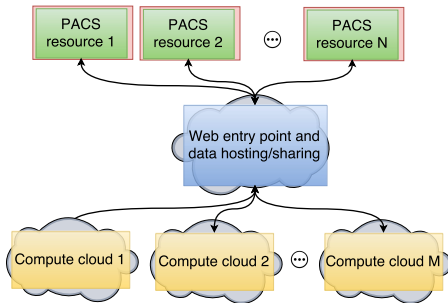 PACS
resource 1
PACS
resource 2
PACS
resource N
Web entry point and
data hosting/sharing
Compute cloud 1
Compute cloud 2
Compute cloud M